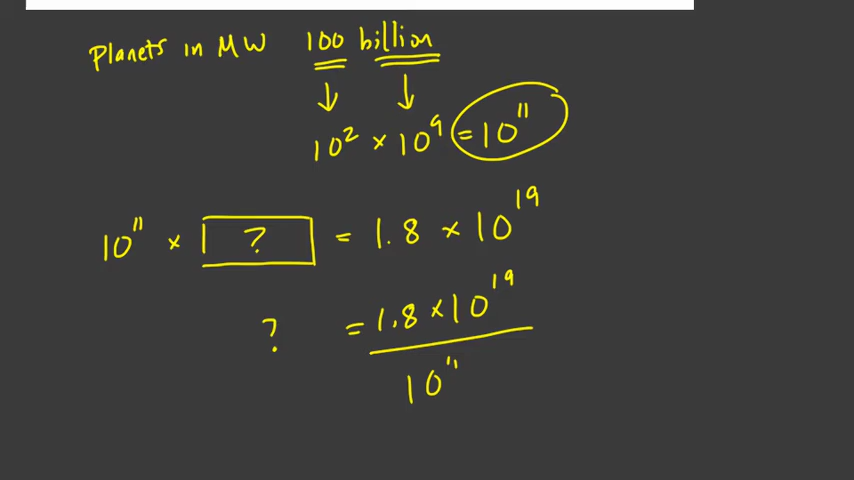 Planets in MW 100 billion
10² × 10⁹ = 10¹¹
10¹¹ × ? = 1.8 × 10¹⁹
? = 1.8 × 10¹⁹
10¹¹